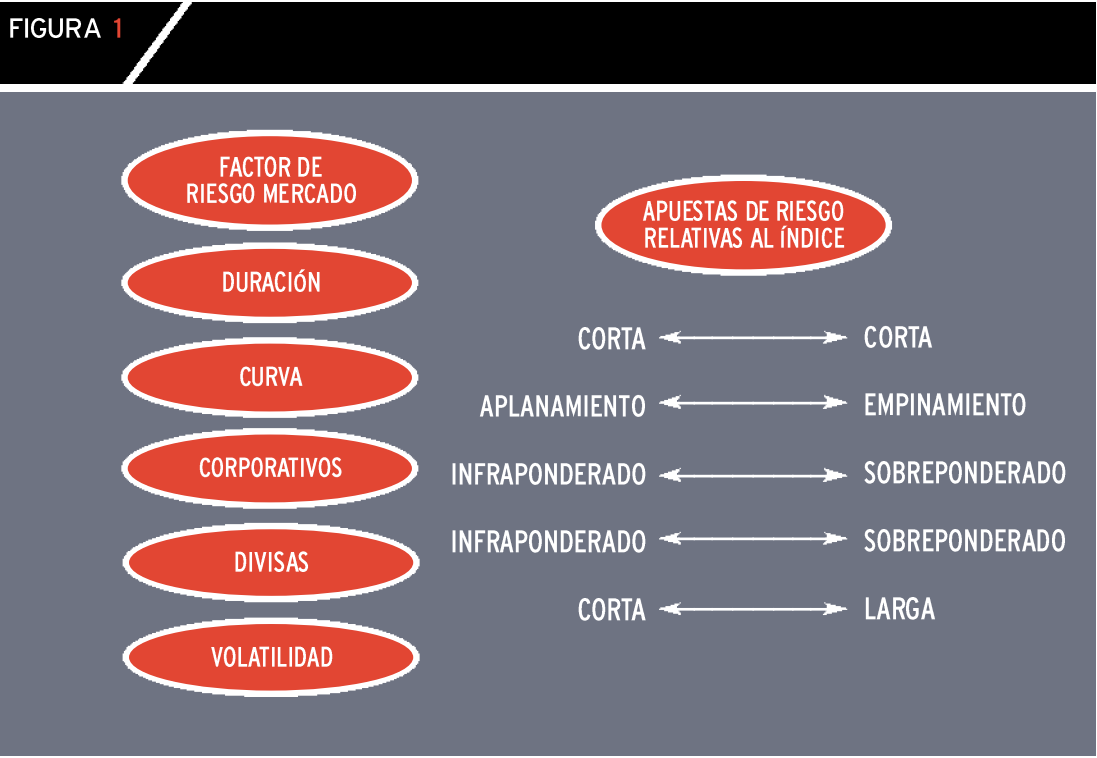 FIGURA 1
FACTOR DE
RIESGO MERCADO
DURACIÓN
CURVA
CORPORATIVOS
DIVISAS
VOLATILIDAD
APUESTAS DE RIESGO
RELATIVAS AL ÍNDICE
CORTA CORTA
APLANAMIENTO EMPINAMIENTO
INFRAPONDERADO SOBREPONDERADO
INFRAPONDERADO SOBREPONDERADO
CORTA LARGA